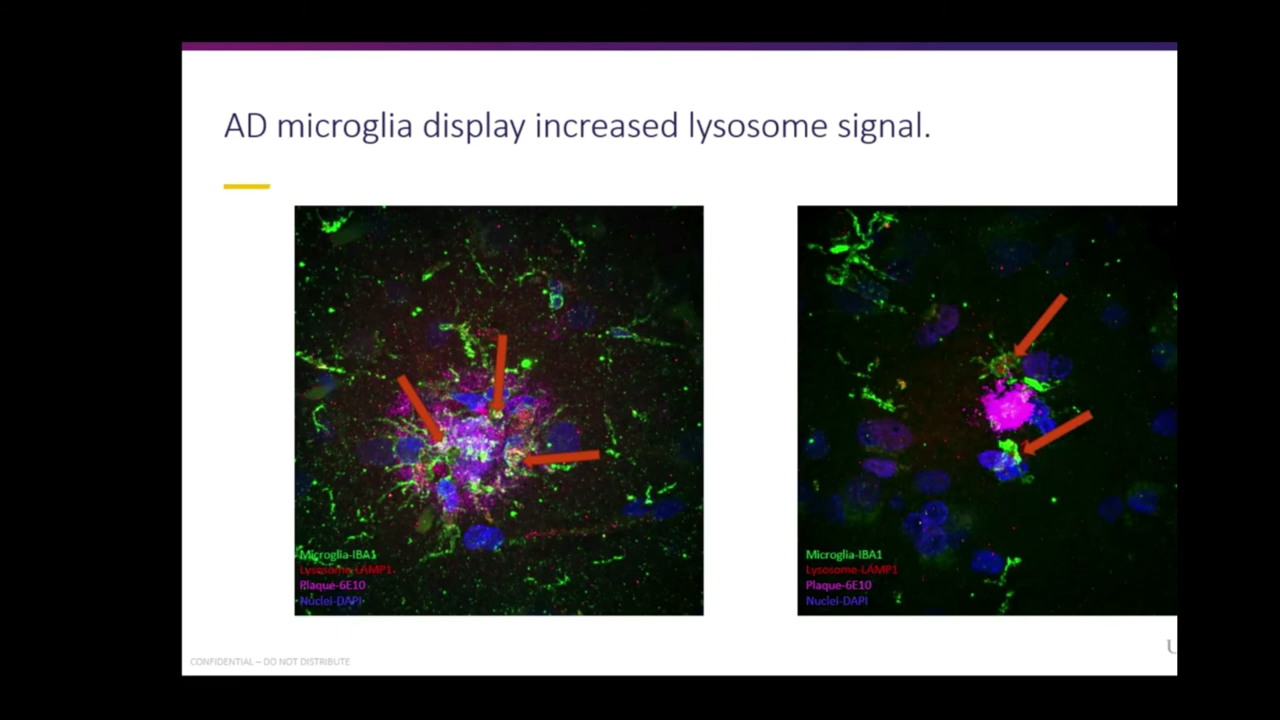 AD microglia display increased lysosome signal.
Microglia-IBA1
Lysosome-LAMP1
Plaque-6E10
Nuclei-DAPI
Microglia-IBA1
Lysosome-LAMP1
Plaque-6E10
Nuclei-DAPI
CONFIDENTIAL – DO NOT DISTRIBUTE